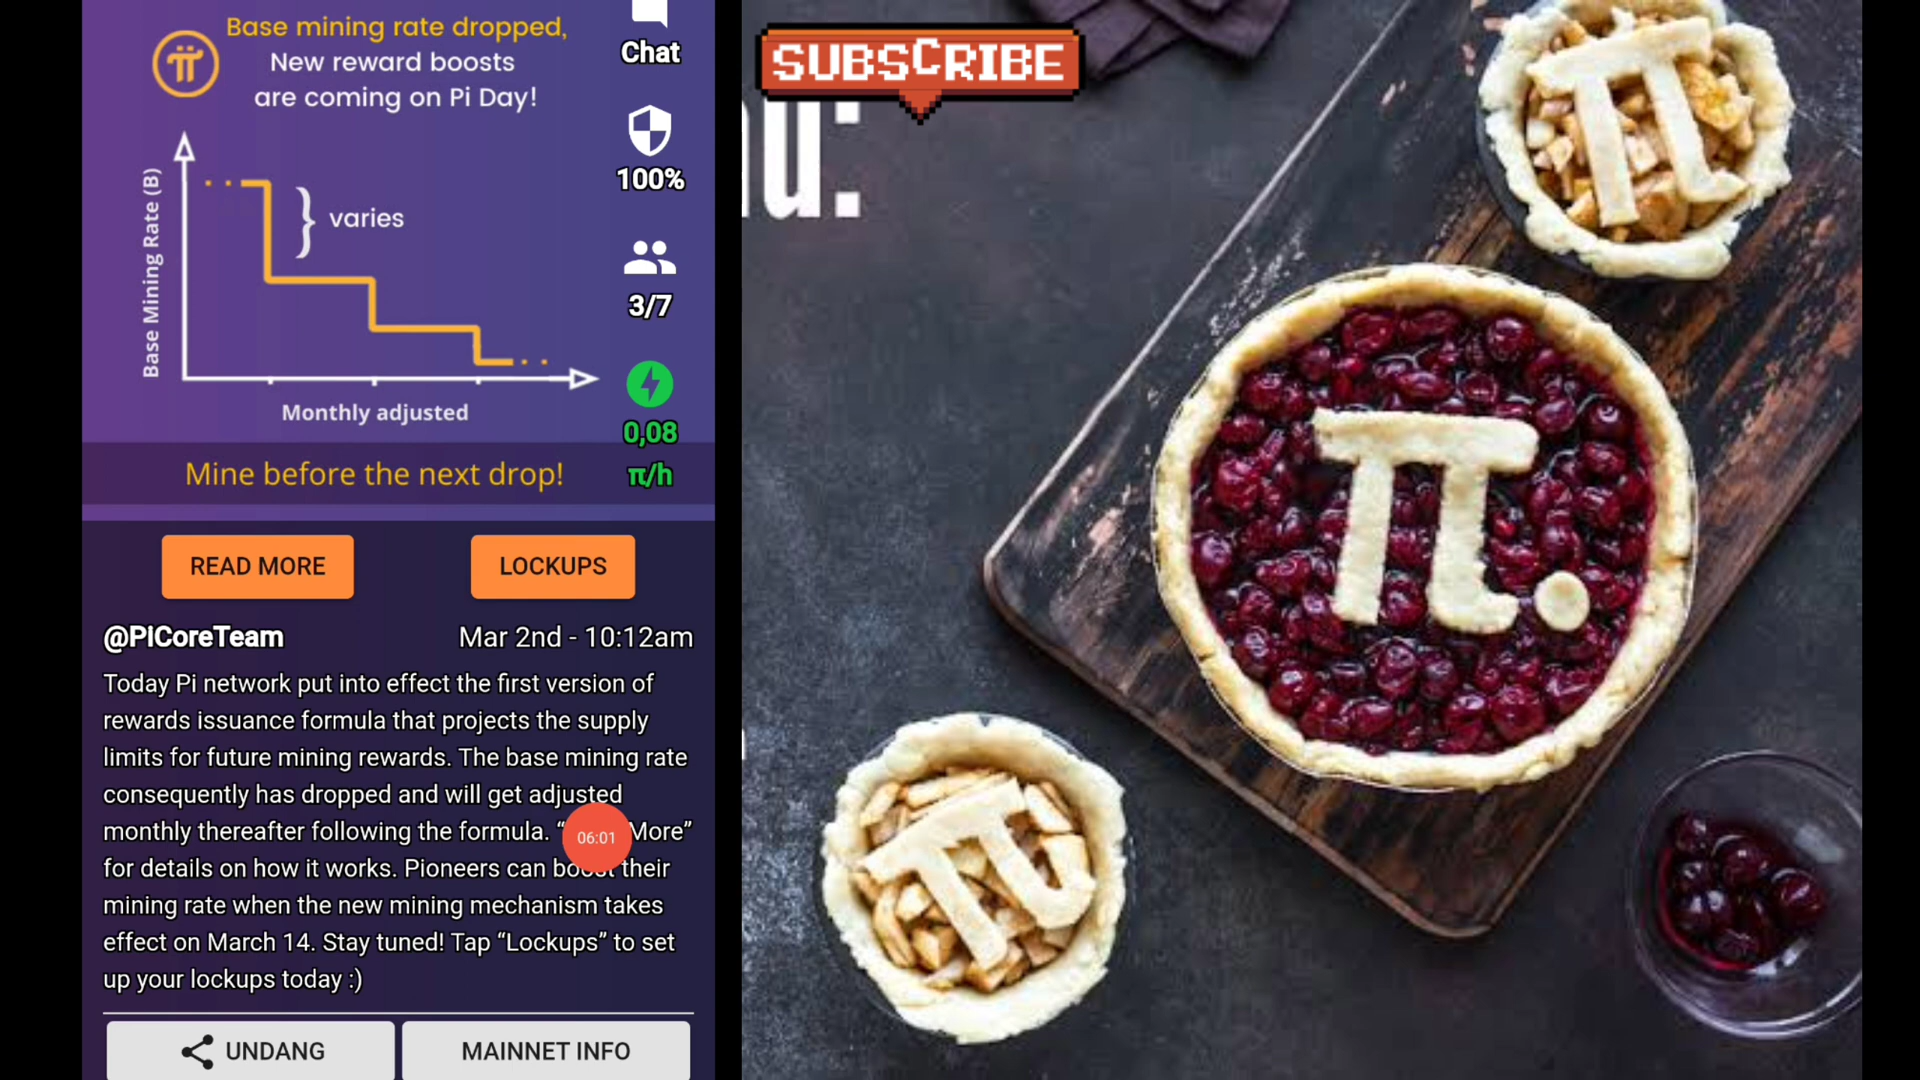 Base mining rate dropped,
New reward boosts
are coming on Pi Day!
Chat
100%
3/7
0,08
π/h
Base Mining Rate (B)
varies
Monthly adjusted
Mine before the next drop!
READ MORE
LOCKUPS
@PiCoreTeam
Mar 2nd - 10:12am
Today Pi network put into effect the first version of
rewards issuance formula that projects the supply
limits for future mining rewards. The base mining rate
consequently has dropped and will get adjusted
monthly thereafter following the formula. “ More”
for details on how it works. Pioneers can boost their
mining rate when the new mining mechanism takes
effect on March 14. Stay tuned! Tap “Lockups” to set
up your lockups today :)
06:01
UNDANG
MAINNET INFO
SUBSCRIBE
π
π.
π